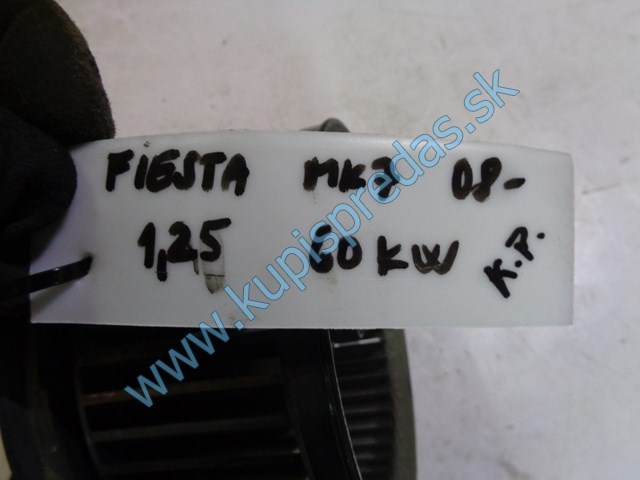 FIESTA MK7 08-
1,25 60 KW K.P.
www.kupispredas.sk